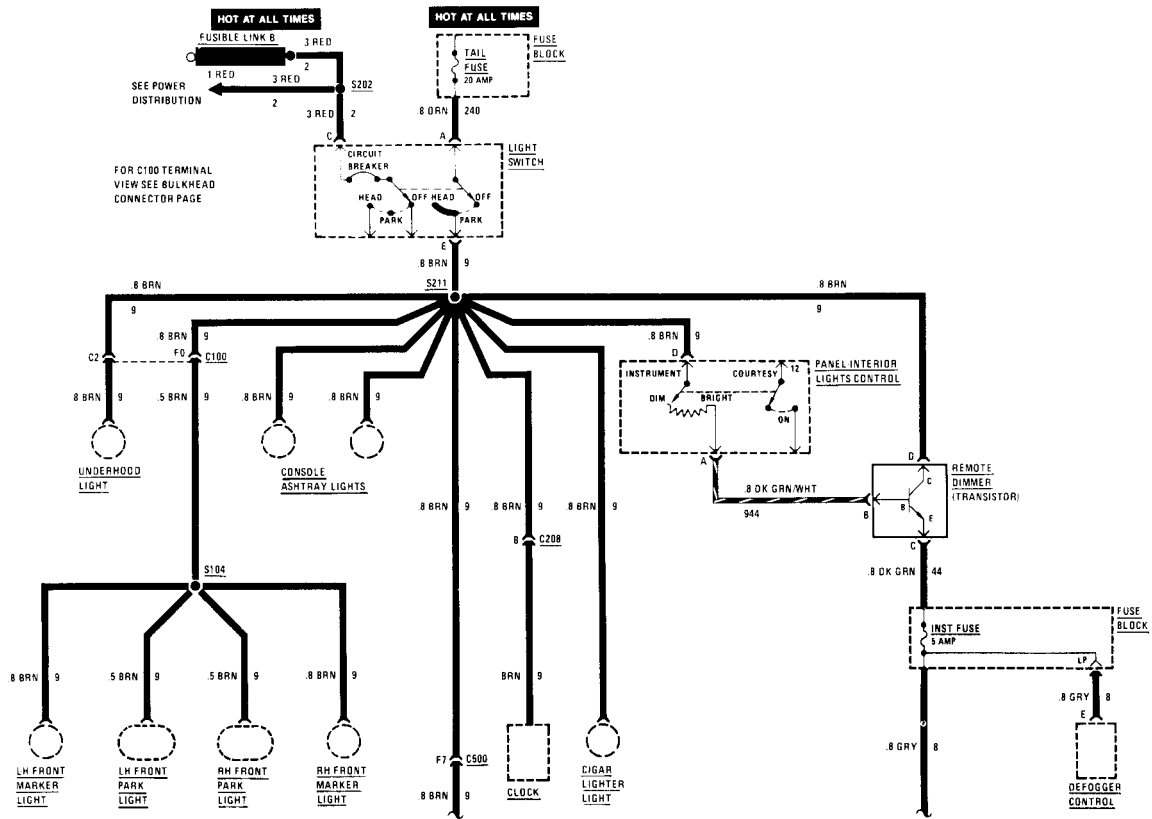 HOT AT ALL TIMES
HOT AT ALL TIMES
FUSIBLE LINK B
3 RED
2
1 RED
3 RED
2
SEE POWER
DISTRIBUTION
S202
3 RED
2
TAIL
FUSE
20 AMP
FUSE
BLOCK
.8 ORN
240
C
A
LIGHT
SWITCH
CIRCUIT
BREAKER
HEAD
OFF
PARK
HEAD
OFF
PARK
FOR C100 TERMINAL
VIEW SEE BULKHEAD
CONNECTOR PAGE
E
.8 BRN
9
S211
.8 BRN
9
.8 BRN
9
.8 BRN
9
.8 BRN
9
C2
F0
C100
D
.8 BRN
9
.5 BRN
9
.8 BRN
9
.8 BRN
9
INSTRUMENT
COURTESY
12
DIM
BRIGHT
ON
PANEL-INTERIOR
LIGHTS CONTROL
A
UNDERHOOD
LIGHT
CONSOLE
ASHTRAY LIGHTS
.8 DK GRN/WHT
944
B
D
C
B
E
C
REMOTE
DIMMER
(TRANSISTOR)
.8 BRN
9
.8 BRN
9
.8 BRN
9
B
C208
S104
.8 DK GRN
44
INST FUSE
5 AMP
LP
FUSE
BLOCK
.8 BRN
9
.5 BRN
9
.5 BRN
9
.8 BRN
9
BRN
9
.8 GRY
8
E
.8 GRY
8
F7
C500
.8 BRN
9
LH FRONT
MARKER
LIGHT
LH FRONT
PARK
LIGHT
RH FRONT
PARK
LIGHT
RH FRONT
MARKER
LIGHT
CLOCK
CIGAR
LIGHTER
LIGHT
DEFOGGER
CONTROL